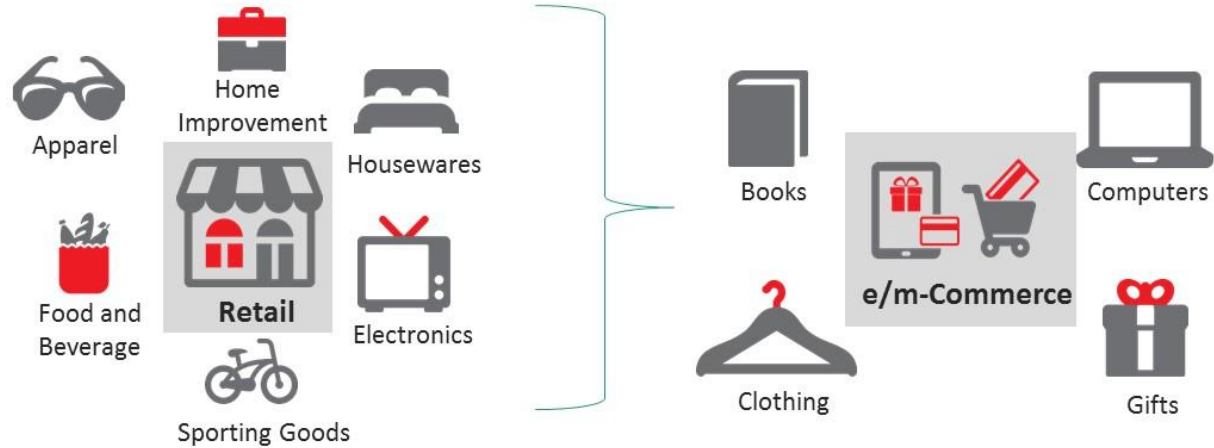 Home
Improvement
Apparel
Housewares
Retail
Food and
Beverage
Electronics
Sporting Goods
Books
Computers
e/m-Commerce
Clothing
Gifts